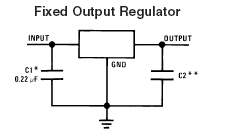 Fixed Output Regulator
INPUT
OUTPUT
GND
C1*
0.22 µF
C2**